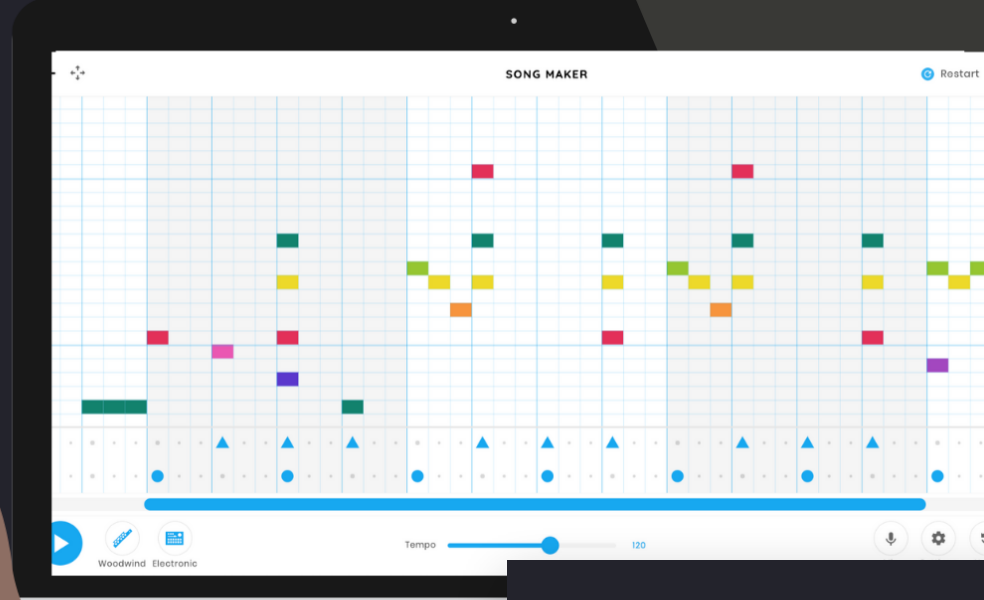 SONG MAKER
Restart
Tempo
120
Woodwind
Electronic